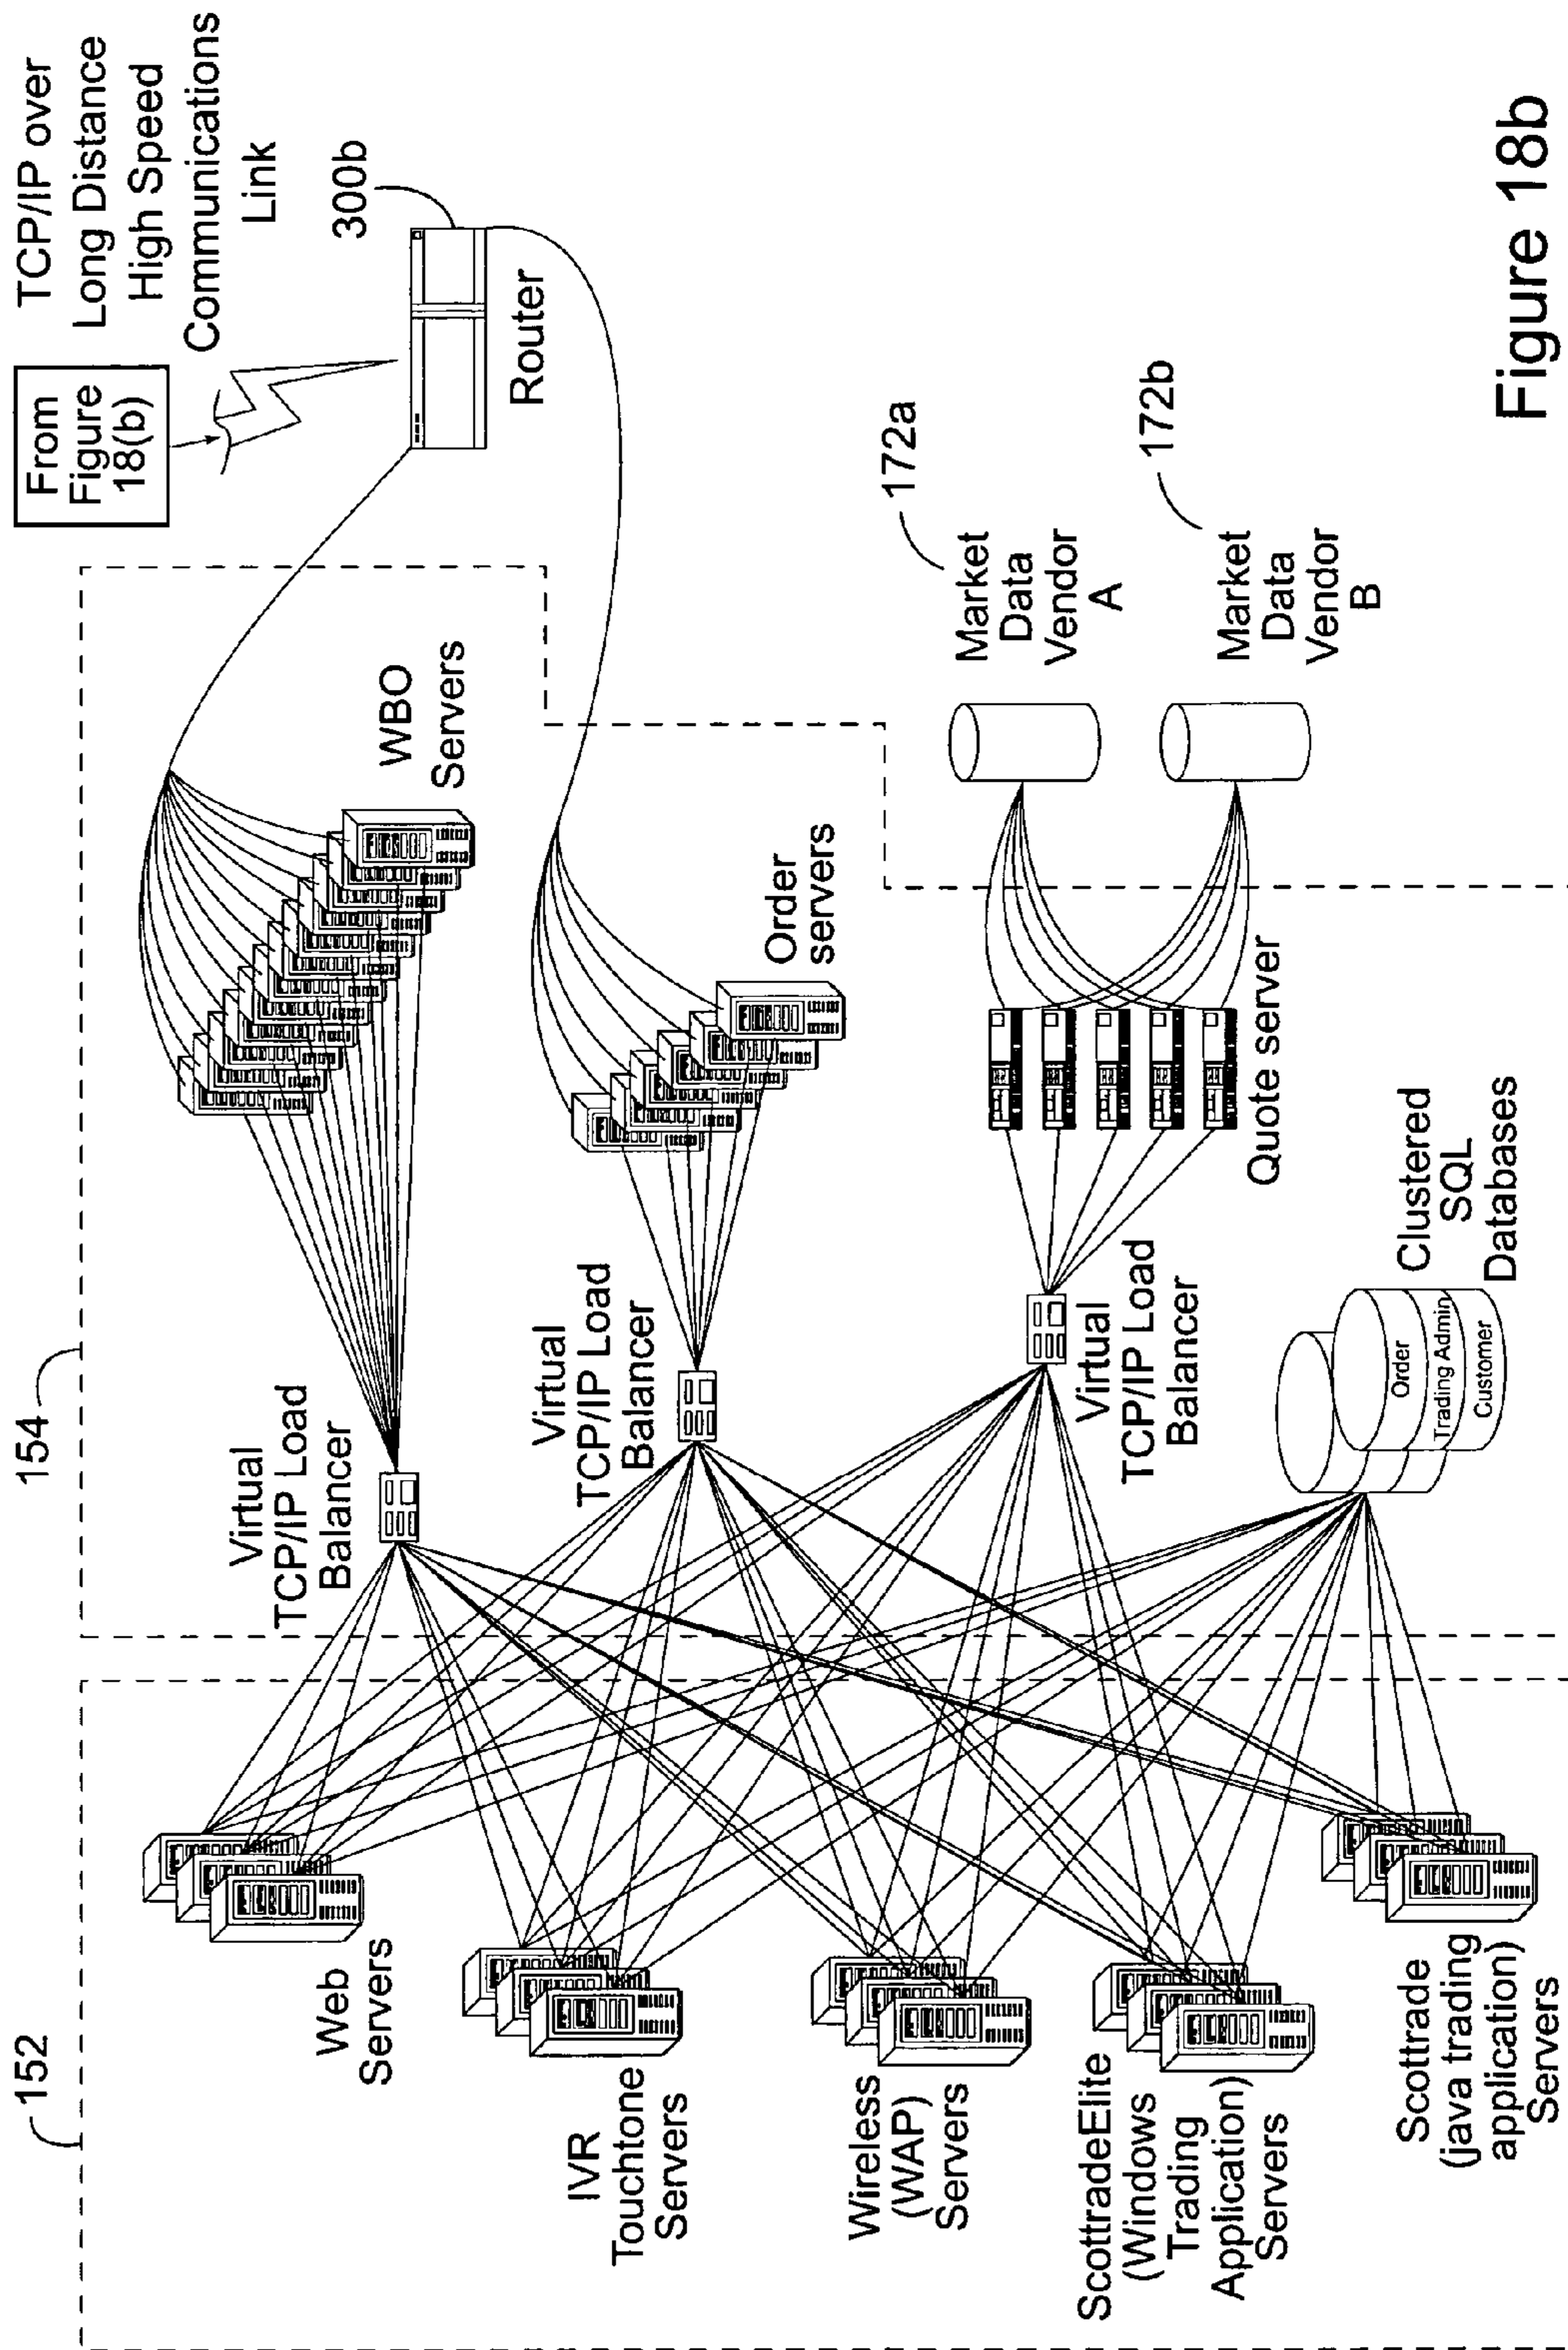 152
154
TCP/IP over
Long Distance
High Speed
Communications
Link
From
Figure
18(b)
300b
Router
Web
Servers
Virtual
TCP/IP Load
Balancer
WBO
Servers
IVR
Touchtone
Servers
Virtual
TCP/IP Load
Balancer
Order
servers
Wireless
(WAP)
Servers
172a
Market
Data
Vendor
A
ScottradeElite
(Windows
Trading
Application)
Servers
Virtual
TCP/IP Load
Balancer
Quote server
172b
Market
Data
Vendor
B
Scottrade
(java trading
application)
Servers
Order
Trading Admin
Customer
Clustered
SQL
Databases
Figure 18b